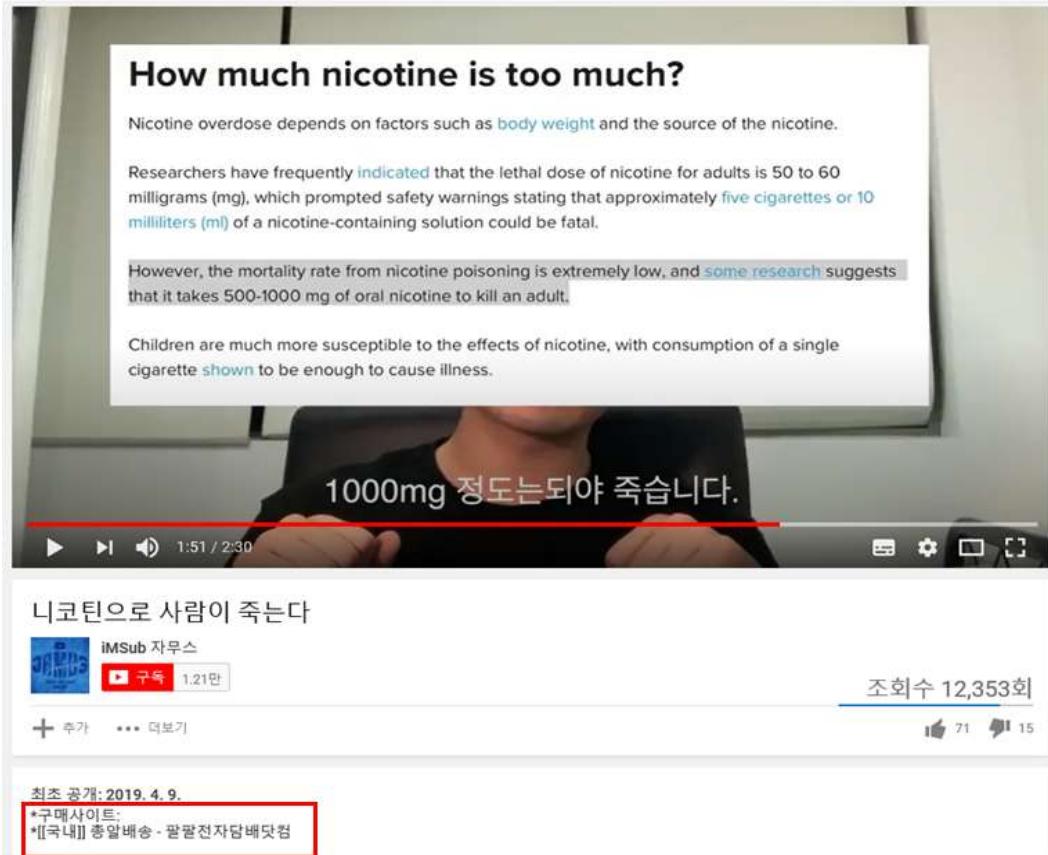 How much nicotine is too much?
Nicotine overdose depends on factors such as body weight and the source of the nicotine.
Researchers have frequently indicated that the lethal dose of nicotine for adults is 50 to 60
milligrams (mg), which prompted safety warnings stating that approximately five cigarettes or 10
milliliters (ml) of a nicotine-containing solution could be fatal.
However, the mortality rate from nicotine poisoning is extremely low, and some research suggests
that it takes 500-1000 mg of oral nicotine to kill an adult.
Children are much more susceptible to the effects of nicotine, with consumption of a single
cigarette shown to be enough to cause illness.
1000mg 정도는되야 죽습니다.
1:51 / 2:30
니코틴으로 사람이 죽는다
iMSub 자무스
구독 1.21만
조회수 12,353회
추가 더보기 71 15
최초 공개: 2019. 4. 9.
*구매사이트:
*[[국내]] 총알배송 - 팔팔전자담배닷컴